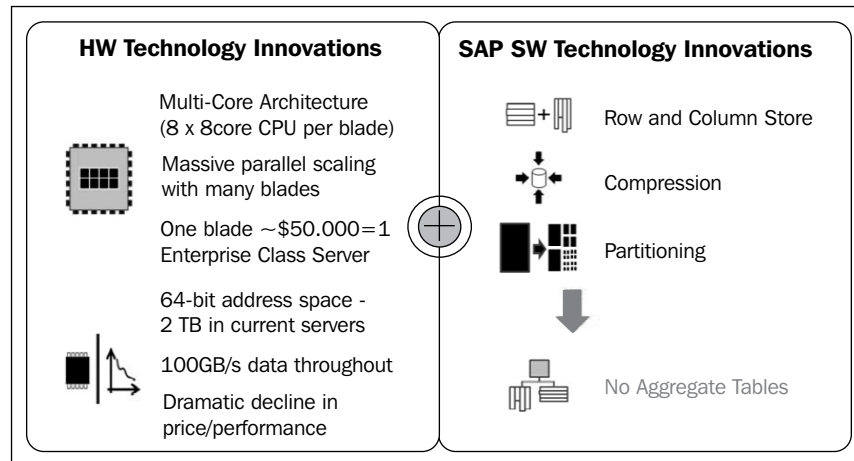 HW Technology Innovations
Multi-Core Architecture
(8 x 8core CPU per blade)
Massive parallel scaling
with many blades
One blade ~$50.000=1
Enterprise Class Server
64-bit address space -
2 TB in current servers
100GB/s data throughout
Dramatic decline in
price/performance
SAP SW Technology Innovations
Row and Column Store
Compression
Partitioning
No Aggregate Tables